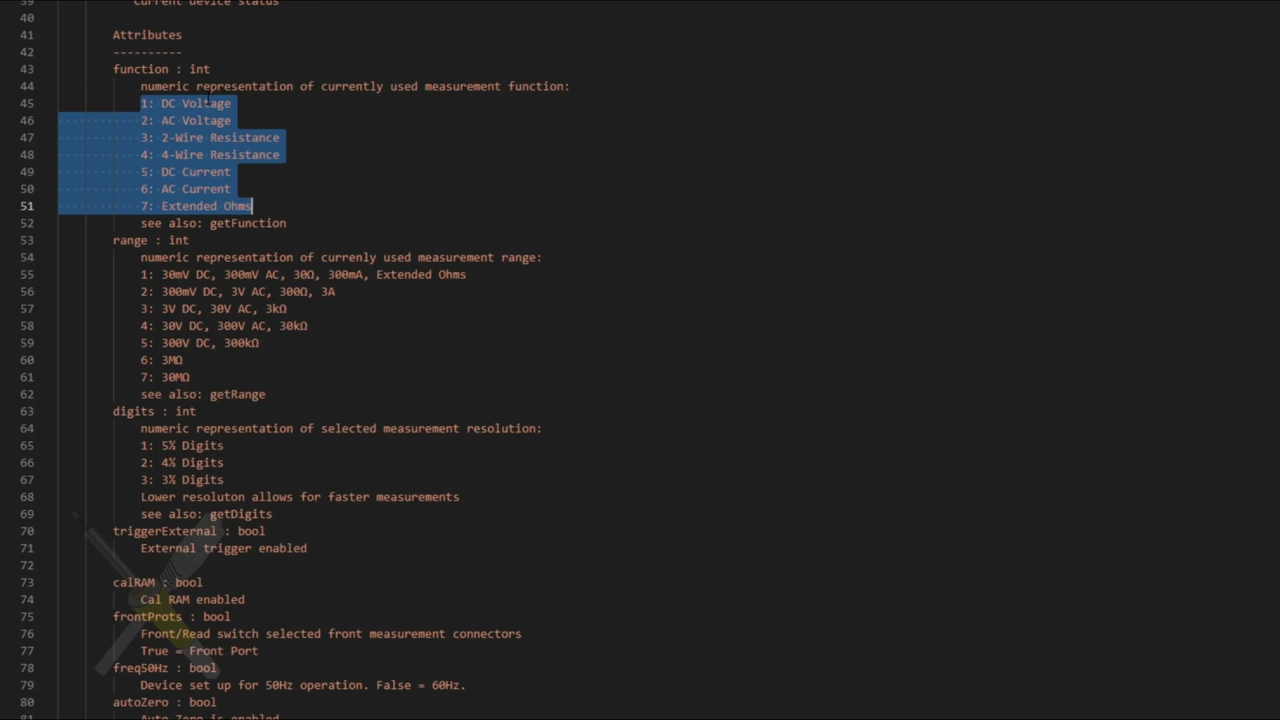 39 Current device status
40
41 Attributes
42 ----------
43 function : int
44 numeric representation of currently used measurement function:
45 1: DC Voltage
46 2: AC Voltage
47 3: 2-Wire Resistance
48 4: 4-Wire Resistance
49 5: DC Current
50 6: AC Current
51 7: Extended Ohms
52 see also: getFunction
53 range : int
54 numeric representation of currenly used measurement range:
55 1: 30mV DC, 300mV AC, 30Ω, 300mA, Extended Ohms
56 2: 300mV DC, 3V AC, 300Ω, 3A
57 3: 3V DC, 30V AC, 3kΩ
58 4: 30V DC, 300V AC, 30kΩ
59 5: 300V DC, 300kΩ
60 6: 3MΩ
61 7: 30MΩ
62 see also: getRange
63 digits : int
64 numeric representation of selected measurement resolution:
65 1: 5½ Digits
66 2: 4½ Digits
67 3: 3½ Digits
68 Lower resoluton allows for faster measurements
69 see also: getDigits
70 triggerExternal : bool
71 External trigger enabled
72
73 calRAM : bool
74 Cal RAM enabled
75 frontProts : bool
76 Front/Read switch selected front measurement connectors
77 True = Front Port
78 freq50Hz : bool
79 Device set up for 50Hz operation. False = 60Hz.
80 autoZero : bool
81 Auto Zero is enabled